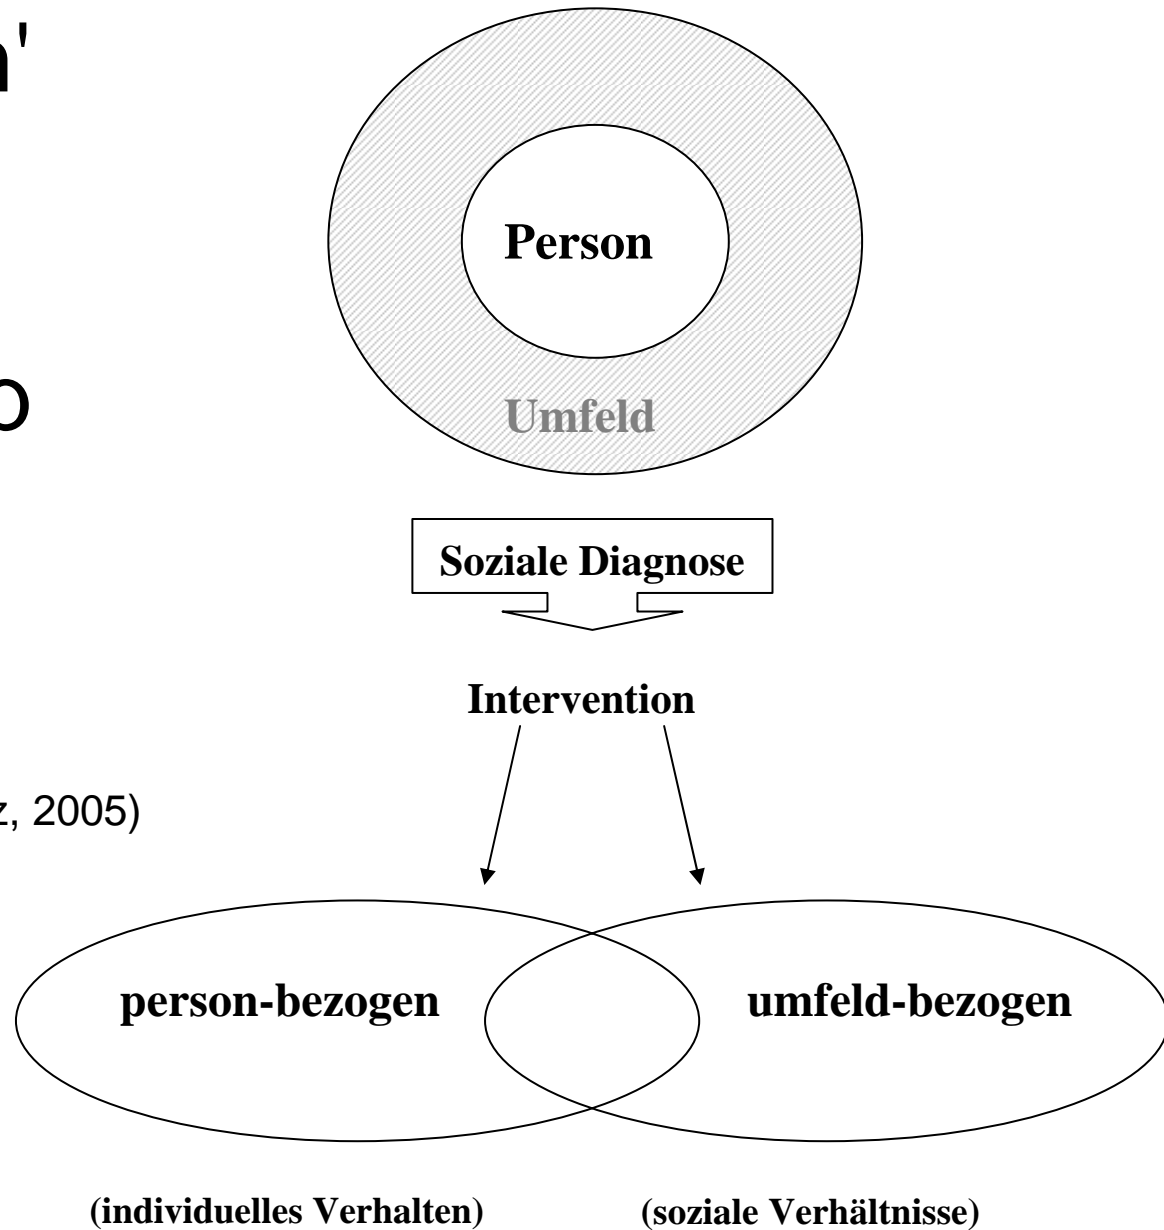 n'
Person
p
Umfeld
Soziale Diagnose
Intervention
z, 2005)
person-bezogen
umfeld-bezogen
(individuelles Verhalten)
(soziale Verhältnisse)